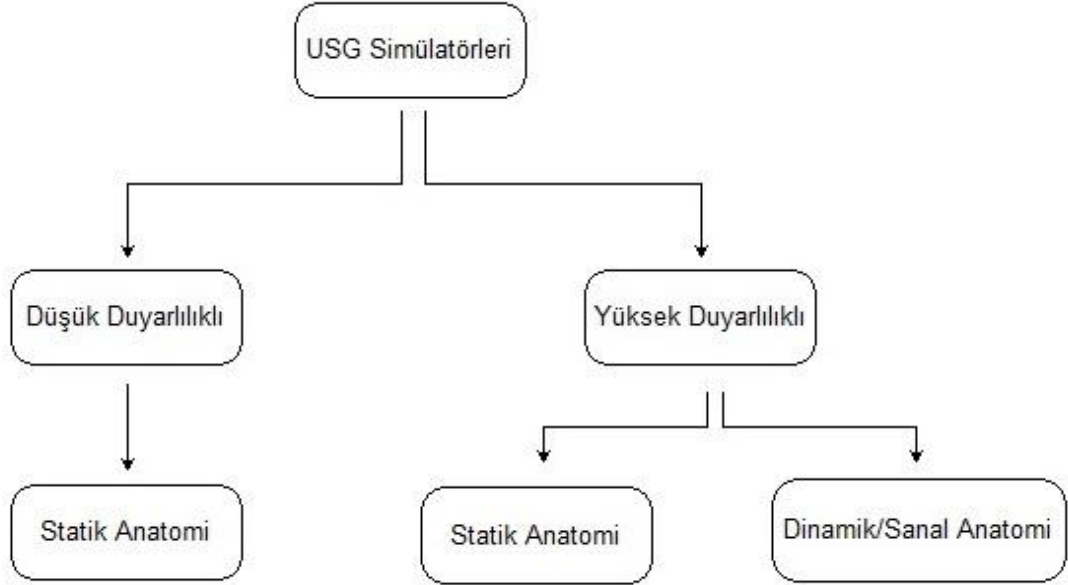 USG Simülatörleri
Düşük Duyarlılıklı
Yüksek Duyarlılıklı
Statik Anatomi
Statik Anatomi
Dinamik/Sanal Anatomi